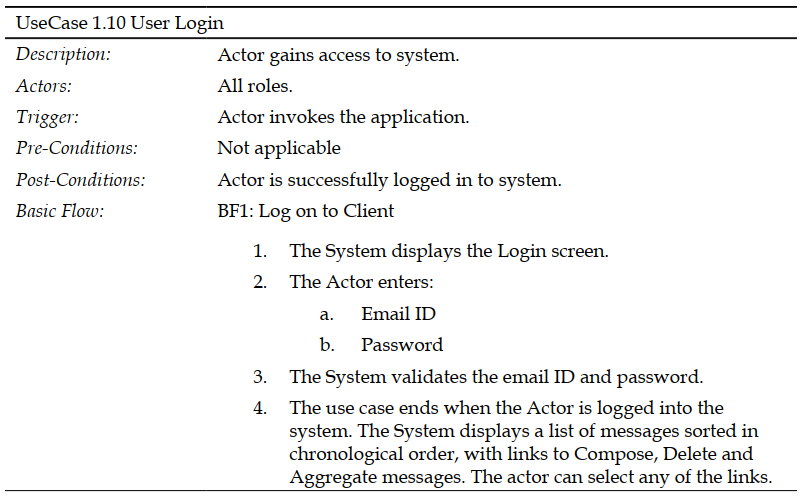 UseCase 1.10 User Login
Description: Actor gains access to system.
Actors: All roles.
Trigger: Actor invokes the application.
Pre-Conditions: Not applicable
Post-Conditions: Actor is successfully logged in to system.
Basic Flow: BF1: Log on to Client
1. The System displays the Login screen.
2. The Actor enters:
a. Email ID
b. Password
3. The System validates the email ID and password.
4. The use case ends when the Actor is logged into the
system. The System displays a list of messages sorted in
chronological order, with links to Compose, Delete and
Aggregate messages. The actor can select any of the links.